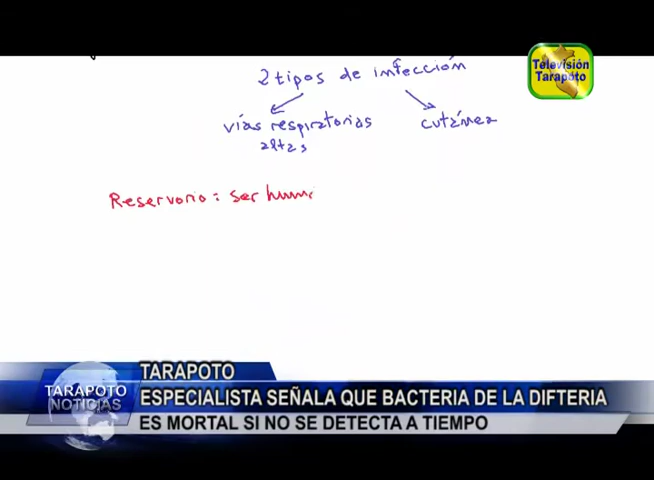 2 tipos de infección
Televisión
Tarapoto
vías respiratorias
altas
cutánea
Reservorio: ser hum
TARAPOTO
TARAPOTO
NOTICIAS
ESPECIALISTA SEÑALA QUE BACTERIA DE LA DIFTERIA
ES MORTAL SI NO SE DETECTA A TIEMPO